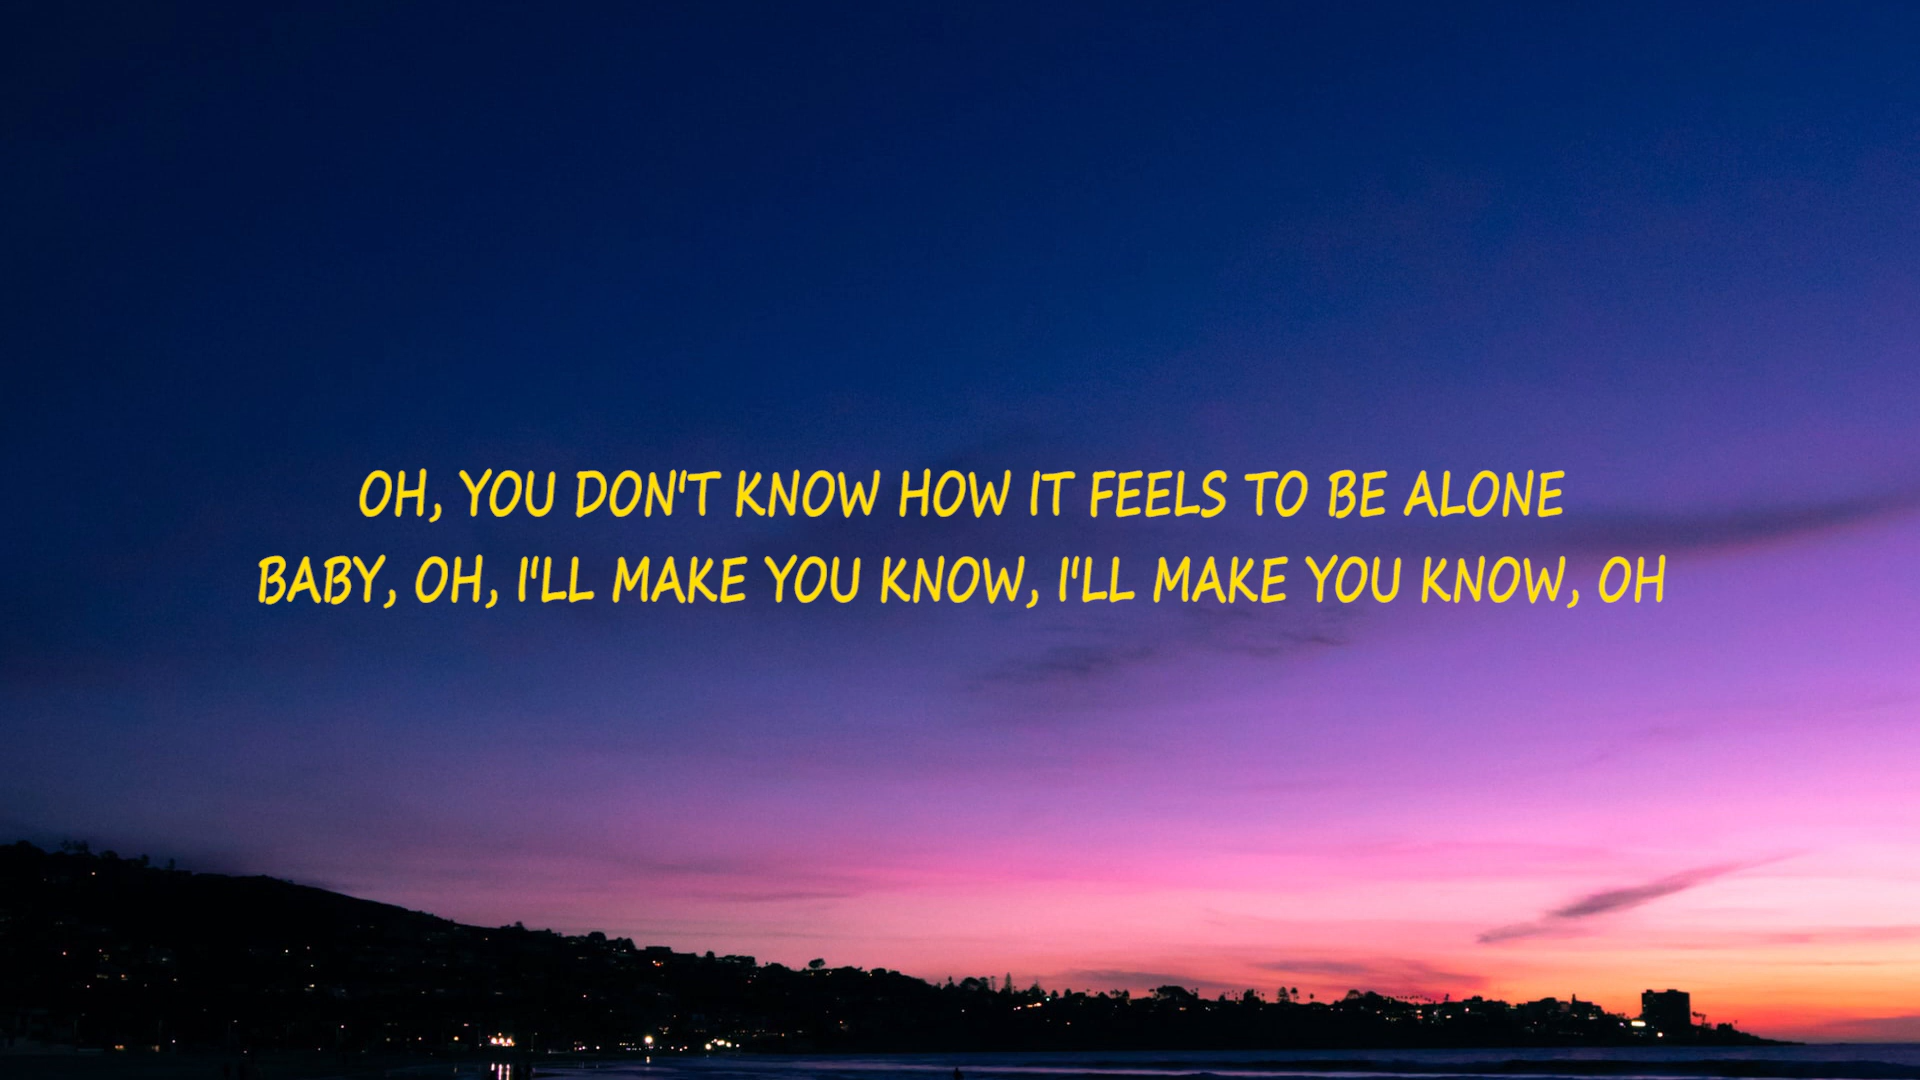 OH, YOU DON'T KNOW HOW IT FEELS TO BE ALONE
BABY, OH, I'LL MAKE YOU KNOW, I'LL MAKE YOU KNOW, OH